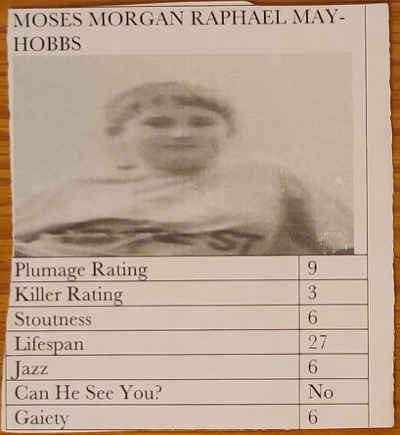 MOSES MORGAN RAPHAEL MAY-
HOBBS
Plumage Rating 9
Killer Rating 3
Stoutness 6
Lifespan 27
Jazz 6
Can He See You? No
Gaiety 6